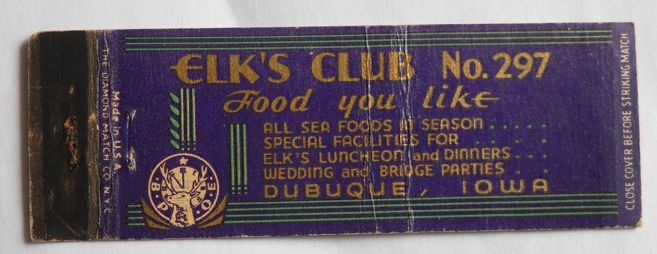 ELK'S CLUB No. 297
Food you like
ALL SEA FOODS IN SEASON . . . . .
SPECIAL FACILITIES FOR . . . .
ELK'S LUNCHEON and DINNERS . . .
WEDDING and BRIDGE PARTIES . .
DUBUQUE, IOWA
B.P.O.E.
Made in U.S.A.
THE DIAMOND MATCH CO. N.Y.C.
CLOSE COVER BEFORE STRIKING MATCH